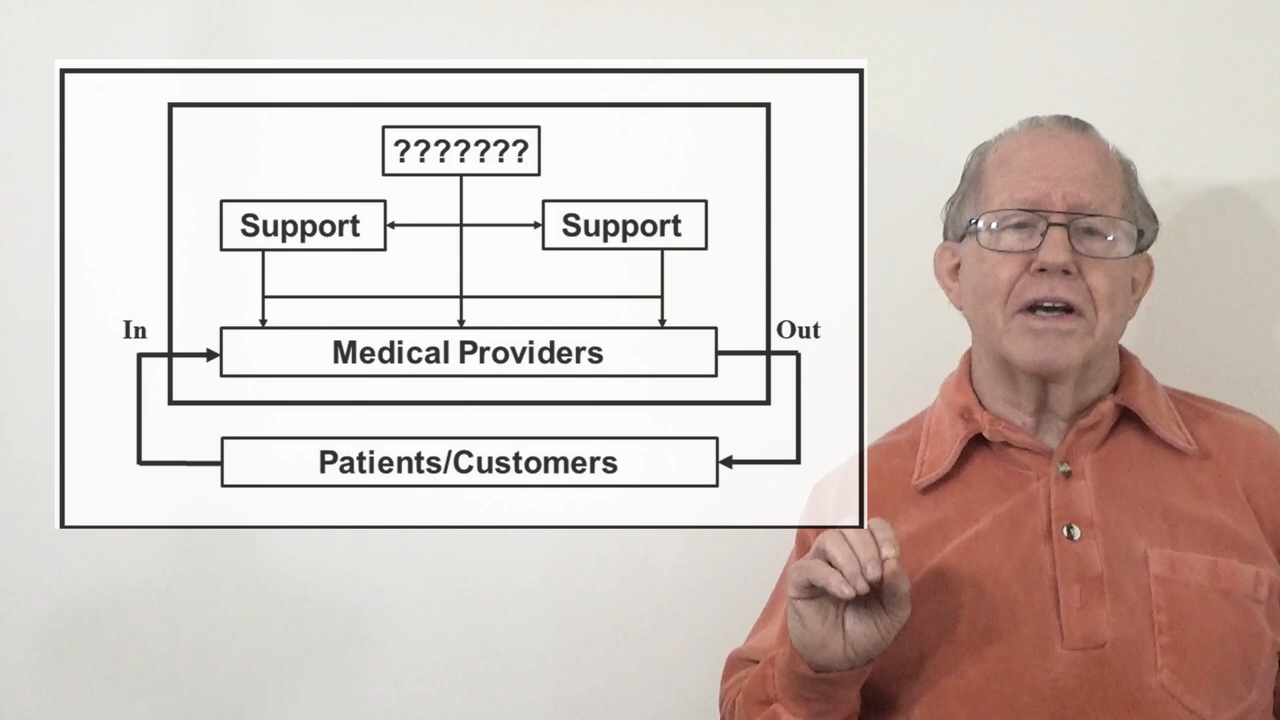 ???????
Support
Support
In
Out
Medical Providers
Patients/Customers